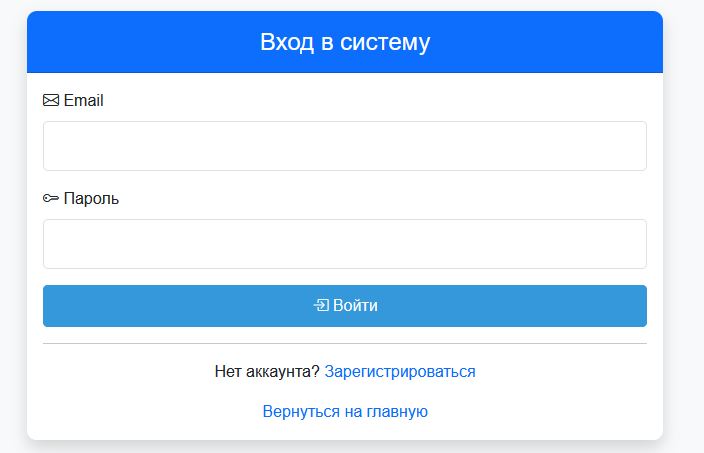 Вход в систему
Email
Пароль
Войти
Нет аккаунта? Зарегистрироваться
Вернуться на главную